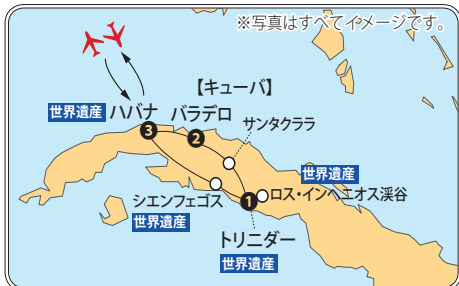 ※写真はすべてイメージです。
【キューバ】
世界遺産 ハバナ バラデロ
サンタクララ
3
2
世界遺産
シエンフェゴス
1
ロス・インヘニオス渓谷
世界遺産
トリニダー
世界遺産